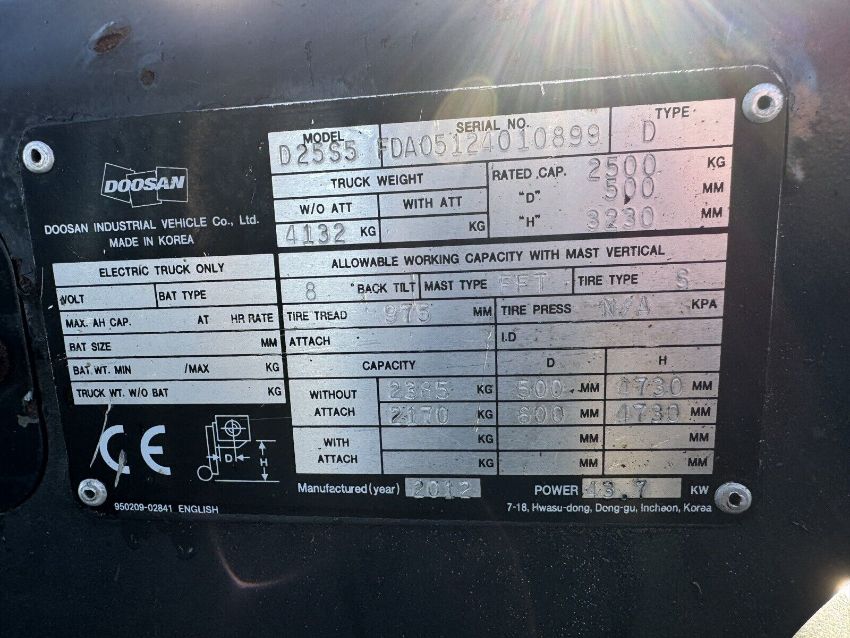 DOOSAN
DOOSAN INDUSTRIAL VEHICLE Co., Ltd.
MADE IN KOREA
MODEL D25S5 SERIAL NO. FDA05124010899 TYPE D
TRUCK WEIGHT
W/O ATT WITH ATT
4132 KG KG
RATED CAP. 2500 KG
"D" 500 MM
"H" 3230 MM
ALLOWABLE WORKING CAPACITY WITH MAST VERTICAL
8 °BACK TILT MAST TYPE FFT TIRE TYPE S
TIRE TREAD 975 MM TIRE PRESS N/A KPA
ATTACH I.D
CAPACITY D H
WITHOUT ATTACH
2385 KG 500 MM 4730 MM
2170 KG 600 MM 4730 MM
WITH ATTACH
KG MM MM
KG MM MM
ELECTRIC TRUCK ONLY
VOLT BAT TYPE
MAX. AH CAP. AT HR RATE
BAT SIZE MM
BAT. WT. MIN /MAX KG
TRUCK WT. W/O BAT KG
CE
D
H
950209-02841 ENGLISH
Manufactured (year) 2012 POWER 43.7 KW
7-18, Hwasu-dong, Dong-gu, Incheon, Korea